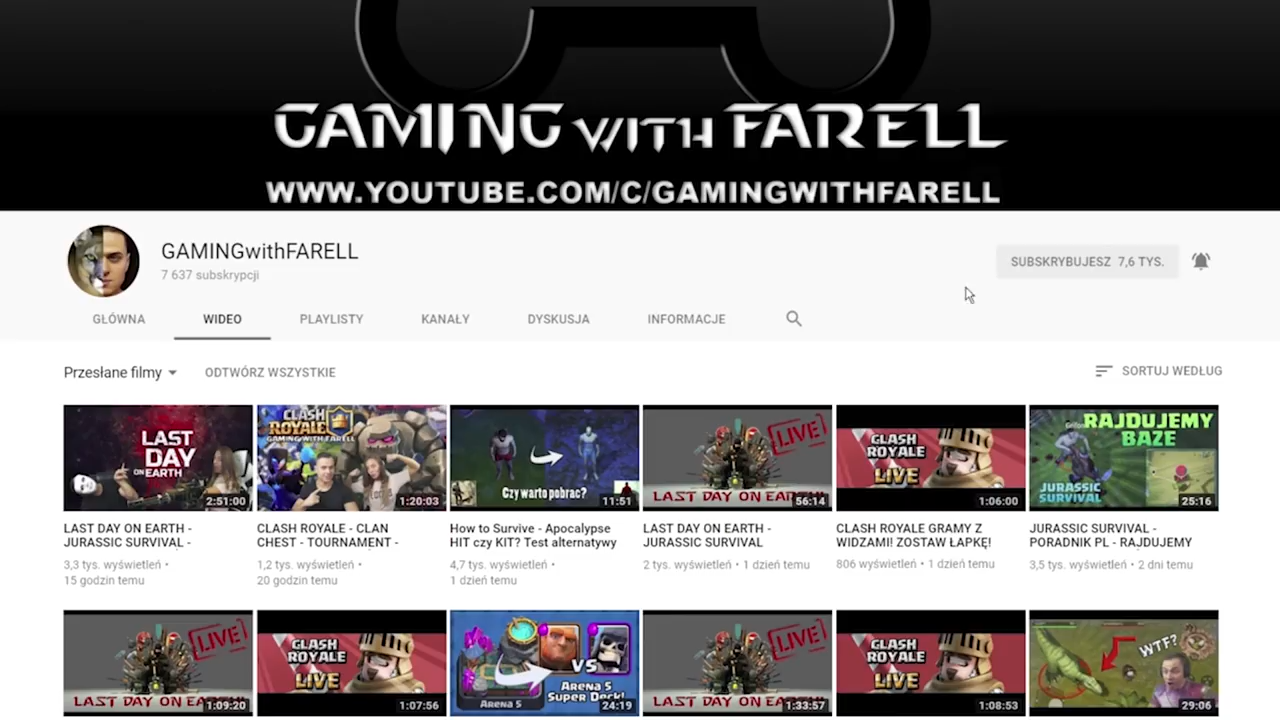 GAMING WITH FARELL
WWW.YOUTUBE.COM/C/GAMINGWITHFARELL
GAMINGwithFARELL
7 637 subskrypcji
SUBSKRYBUJESZ 7,6 TYS.
GŁÓWNA WIDEO PLAYLISTY KANAŁY DYSKUSJA INFORMACJE
Przesłane filmy ODTWÓRZ WSZYSTKIE SORTUJ WEDŁUG
LAST DAY ON EARTH
2:51:00
CLASH ROYALE
GAMING WITH FARELL
1:20:03
Czy warto pobrac?
11:51
LIVE
LAST DAY ON EARTH
56:14
CLASH ROYALE LIVE
1:06:00
RAJDUJEMY BAZE
JURASSIC SURVIVAL
25:16
LAST DAY ON EARTH -
JURASSIC SURVIVAL -
3,3 tys. wyświetleń •
15 godzin temu
CLASH ROYALE - CLAN
CHEST - TOURNAMENT -
1,2 tys. wyświetleń •
20 godzin temu
How to Survive - Apocalypse
HIT czy KIT? Test alternatywy
4,7 tys. wyświetleń •
1 dzień temu
LAST DAY ON EARTH -
JURASSIC SURVIVAL
2 tys. wyświetleń • 1 dzień temu
CLASH ROYALE GRAMY Z
WIDZAMI! ZOSTAW ŁAPKĘ!
806 wyświetleń • 1 dzień temu
JURASSIC SURVIVAL -
PORADNIK PL - RAJDUJEMY
3,5 tys. wyświetleń • 2 dni temu
LIVE
LAST DAY ON EA
1:09:20
CLASH ROYALE LIVE
1:07:56
VS
Arena 5
Arena 5
Super Deck!
24:19
LIVE
LAST DAY ON
1:33:57
CLASH ROYALE LIVE
1:08:53
WTF?
29:06